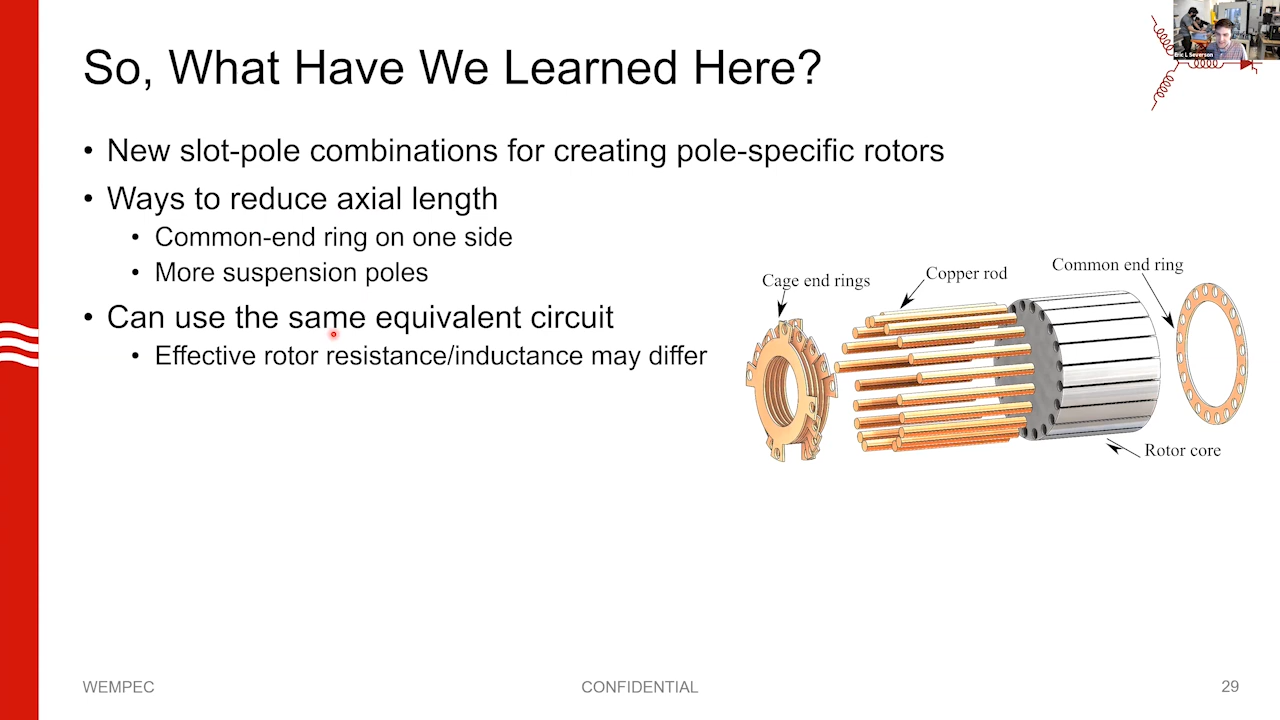 So, What Have We Learned Here?
Eric L Severson
• New slot-pole combinations for creating pole-specific rotors
• Ways to reduce axial length
• Common-end ring on one side
• More suspension poles
• Can use the same equivalent circuit
• Effective rotor resistance/inductance may differ
Cage end rings
Copper rod
Common end ring
Rotor core
WEMPEC
CONFIDENTIAL
29